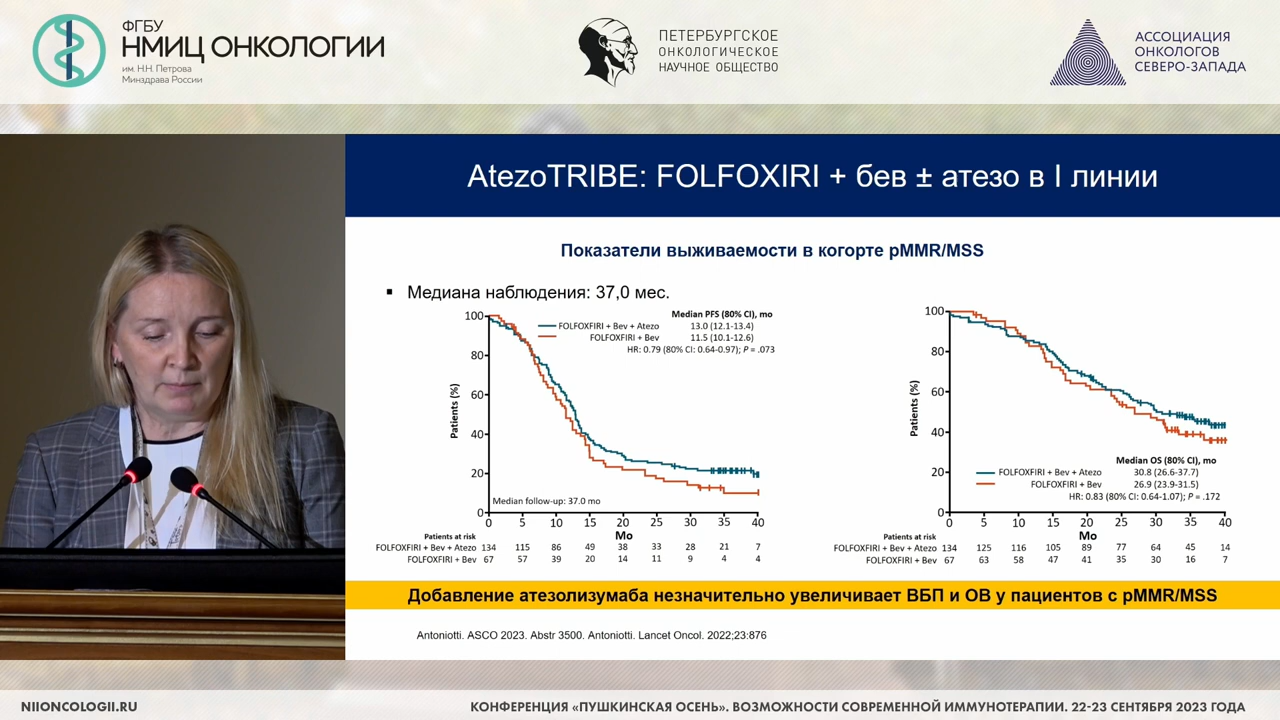 ФГБУ
НМИЦ ОНКОЛОГИИ
им. Н.Н. Петрова
Минздрава России
ПЕТЕРБУРГСКОЕ
ОНКОЛОГИЧЕСКОЕ
НАУЧНОЕ ОБЩЕСТВО
АССОЦИАЦИЯ
ОНКОЛОГОВ
СЕВЕРО-ЗАПАДА
AtezoTRIBE: FOLFOXIRI + бев ± атезо в I линии
Показатели выживаемости в когорте pMMR/MSS
▪ Медиана наблюдения: 37,0 мес.
Median PFS (80% CI), mo
FOLFOXFIRI + Bev + Atezo 13.0 (12.1-13.4)
FOLFOXFIRI + Bev 11.5 (10.1-12.6)
HR: 0.79 (80% CI: 0.64-0.97); P = .073
Patients (%)
100
80
60
40
20
0
Median follow-up: 37.0 mo
0 5 10 15 20 25 30 35 40
Mo
Patients at risk
FOLFOXFIRI + Bev + Atezo 134 115 86 49 38 33 28 21 7
FOLFOXFIRI + Bev 67 57 39 20 14 11 9 4 4
Patients (%)
100
80
60
40
20
0
Median OS (80% CI), mo
FOLFOXFIRI + Bev + Atezo 30.8 (26.6-37.7)
FOLFOXFIRI + Bev 26.9 (23.9-31.5)
HR: 0.83 (80% CI: 0.64-1.07); P = .172
0 5 10 15 20 25 30 35 40
Mo
Patients at risk
FOLFOXFIRI + Bev + Atezo 134 125 116 105 89 77 64 45 14
FOLFOXFIRI + Bev 67 63 58 47 41 35 30 16 7
Добавление атезолизумаба незначительно увеличивает ВБП и ОВ у пациентов с pMMR/MSS
Antoniotti. ASCO 2023. Abstr 3500. Antoniotti. Lancet Oncol. 2022;23:876
NIIONCOLOGII.RU
КОНФЕРЕНЦИЯ «ПУШКИНСКАЯ ОСЕНЬ». ВОЗМОЖНОСТИ СОВРЕМЕННОЙ ИММУНОТЕРАПИИ. 22-23 СЕНТЯБРЯ 2023 ГОДА